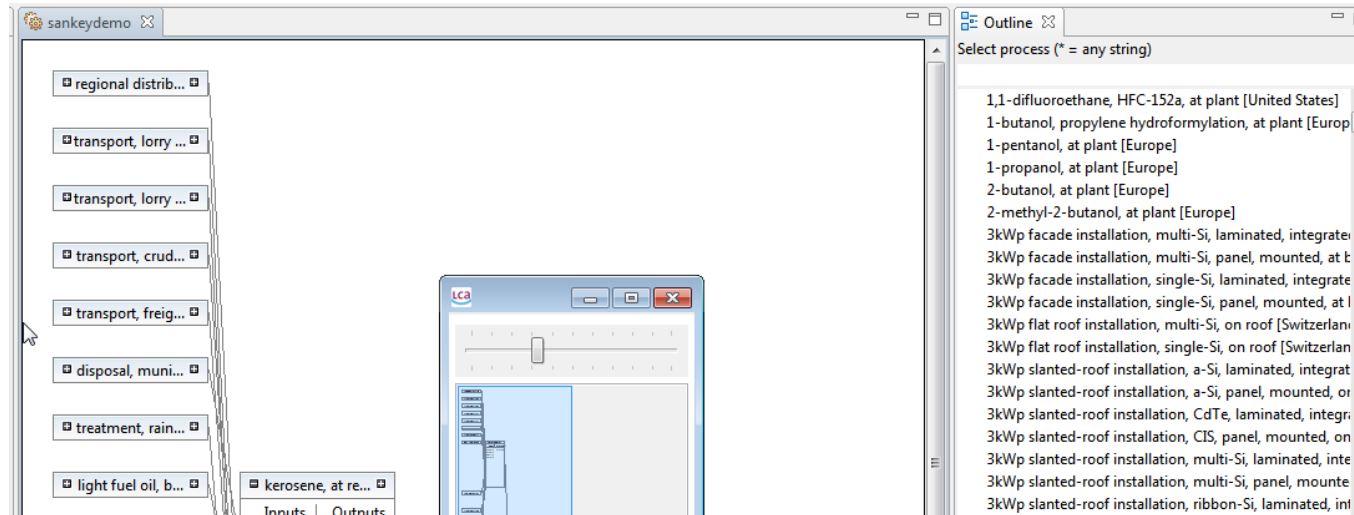 sankeydemo
regional distrib...
transport, lorry ...
transport, lorry ...
transport, crud...
transport, freig...
disposal, muni...
treatment, rain...
light fuel oil, b...
kerosene, at re...
Inputs | Outputs
LCA
Outline
Select process (* = any string)
1,1-difluoroethane, HFC-152a, at plant [United States]
1-butanol, propylene hydroformylation, at plant [Europ
1-pentanol, at plant [Europe]
1-propanol, at plant [Europe]
2-butanol, at plant [Europe]
2-methyl-2-butanol, at plant [Europe]
3kWp facade installation, multi-Si, laminated, integrate
3kWp facade installation, multi-Si, panel, mounted, at b
3kWp facade installation, single-Si, laminated, integrate
3kWp facade installation, single-Si, panel, mounted, at
3kWp flat roof installation, multi-Si, on roof [Switzerlan
3kWp flat roof installation, single-Si, on roof [Switzerlan
3kWp slanted-roof installation, a-Si, laminated, integrat
3kWp slanted-roof installation, a-Si, panel, mounted, on
3kWp slanted-roof installation, CdTe, laminated, integr
3kWp slanted-roof installation, CIS, panel, mounted, on
3kWp slanted-roof installation, multi-Si, laminated, inte
3kWp slanted-roof installation, multi-Si, panel, mounte
3kWp slanted-roof installation, ribbon-Si, laminated, int